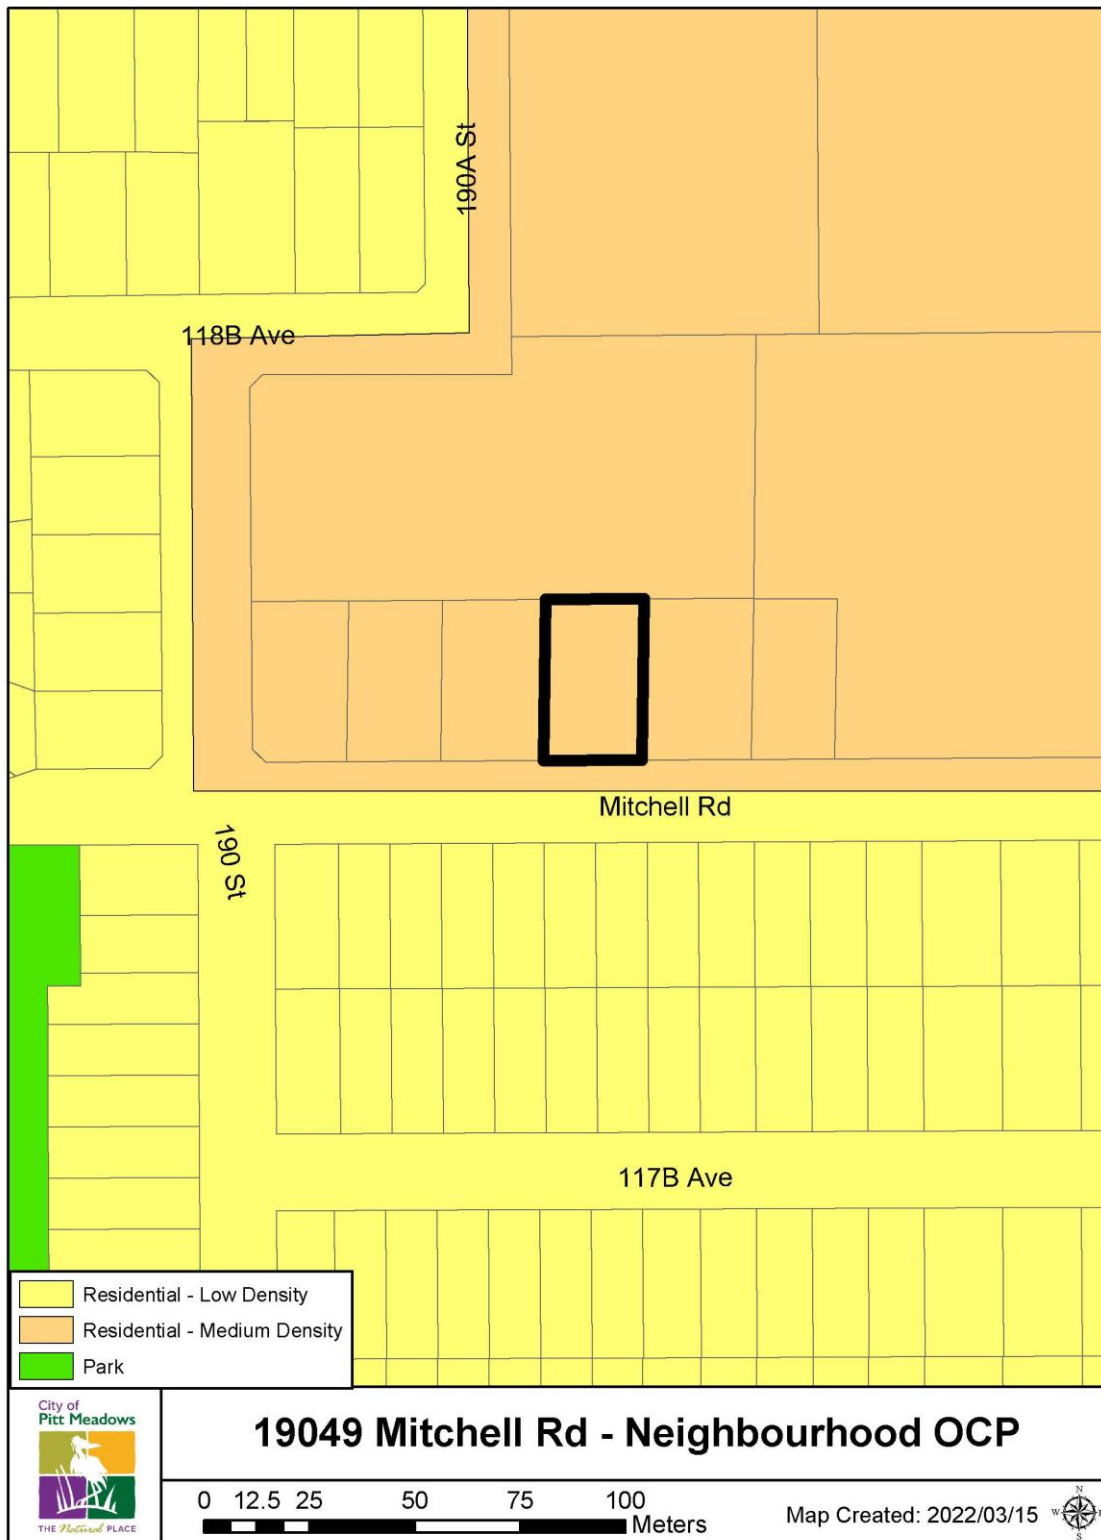 190A St
118B Ave
Mitchell Rd
190 St
117B Ave
Residential - Low Density
Residential - Medium Density
Park
City of
Pitt Meadows
THE Natural PLACE
19049 Mitchell Rd - Neighbourhood OCP
0 12.5 25 50 75 100
Meters
Map Created: 2022/03/15
N
W
S